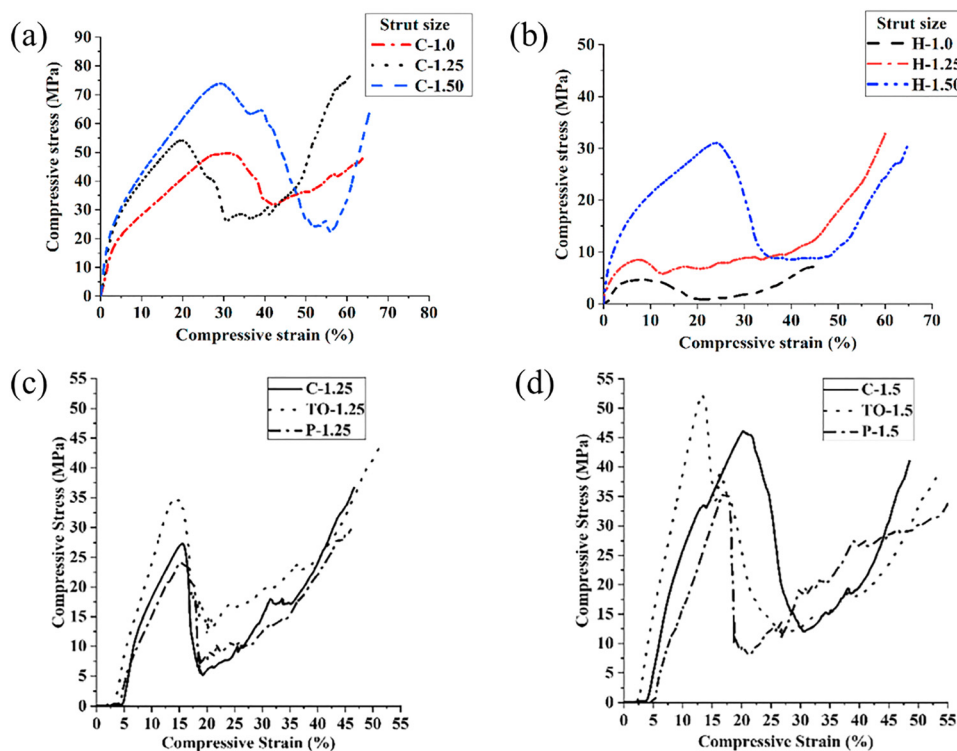 (a)
Strut size
C-1.0
C-1.25
C-1.50
Compressive stress (MPa)
90
80
70
60
50
40
30
20
10
0
0 10 20 30 40 50 60 70 80
Compressive strain (%)
(b)
Strut size
H-1.0
H-1.25
H-1.50
Compressive stress (MPa)
50
40
30
20
10
0
0 10 20 30 40 50 60 70
Compressive strain (%)
(c)
C-1.25
TO-1.25
P-1.25
Compressive Stress (MPa)
55
50
45
40
35
30
25
20
15
10
5
0
0 5 10 15 20 25 30 35 40 45 50 55
Compressive Strain (%)
(d)
C-1.5
TO-1.5
P-1.5
Compressive Stress (MPa)
55
50
45
40
35
30
25
20
15
10
5
0
0 5 10 15 20 25 30 35 40 45 50 55
Compressive Strain (%)